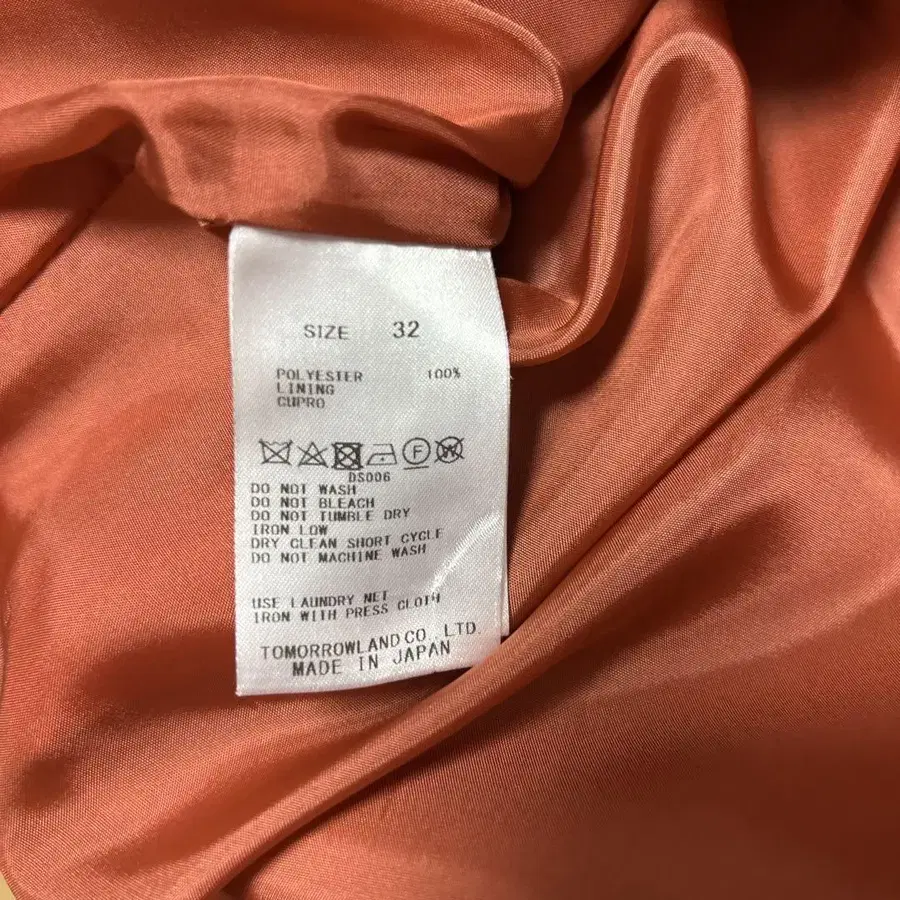 SIZE 32
POLYESTER 100%
LINING
CUPRO
F W
DS006
DO NOT WASH
DO NOT BLEACH
DO NOT TUMBLE DRY
IRON LOW
DRY CLEAN SHORT CYCLE
DO NOT MACHINE WASH
USE LAUNDRY NET
IRON WITH PRESS CLOTH
TOMORROWLAND CO.,LTD.
MADE IN JAPAN